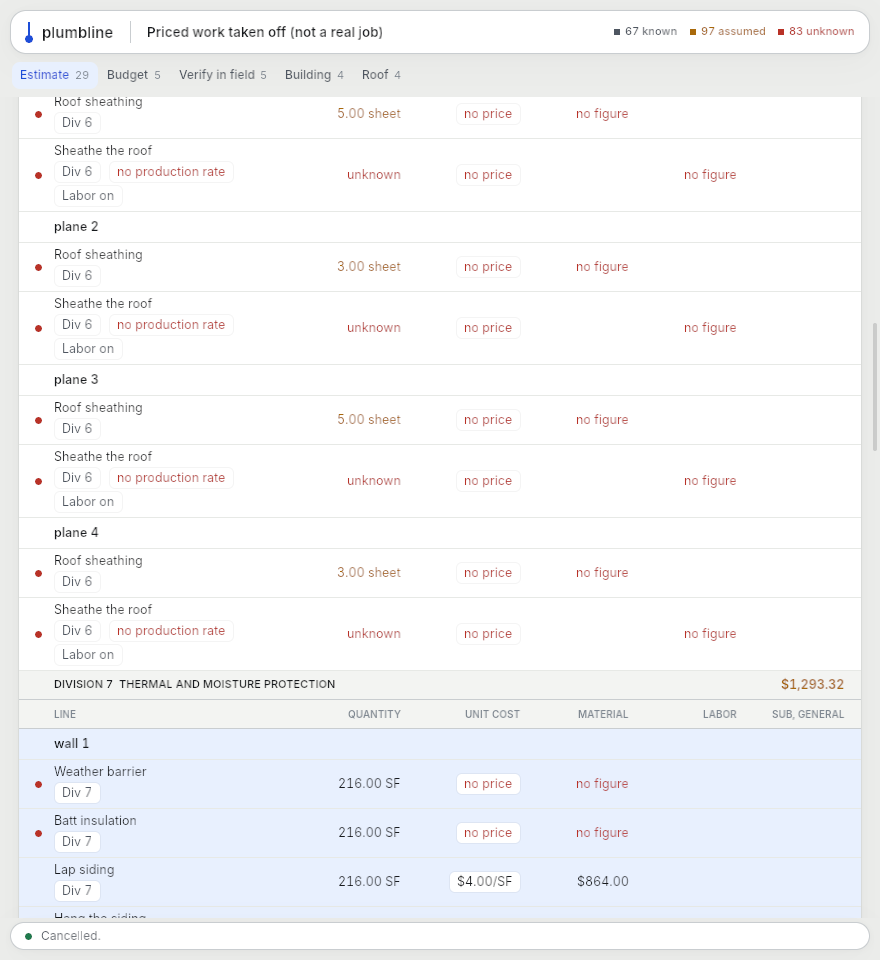 plumbline
Priced work taken off (not a real job)
67 known
97 assumed
83 unknown
Estimate 29
Budget 5
Verify in field 5
Building 4
Roof 4
Roof sheathing
Div 6
5.00 sheet
no price
no figure
Sheathe the roof
Div 6
no production rate
Labor on
unknown
no price
no figure
plane 2
Roof sheathing
Div 6
3.00 sheet
no price
no figure
Sheathe the roof
Div 6
no production rate
Labor on
unknown
no price
no figure
plane 3
Roof sheathing
Div 6
5.00 sheet
no price
no figure
Sheathe the roof
Div 6
no production rate
Labor on
unknown
no price
no figure
plane 4
Roof sheathing
Div 6
3.00 sheet
no price
no figure
Sheathe the roof
Div 6
no production rate
Labor on
unknown
no price
no figure
DIVISION 7 THERMAL AND MOISTURE PROTECTION
$1,293.32
LINE
QUANTITY
UNIT COST
MATERIAL
LABOR
SUB, GENERAL
wall 1
Weather barrier
Div 7
216.00 SF
no price
no figure
Batt insulation
Div 7
216.00 SF
no price
no figure
Lap siding
Div 7
216.00 SF
$4.00/SF
$864.00
Hang the siding
Cancelled.